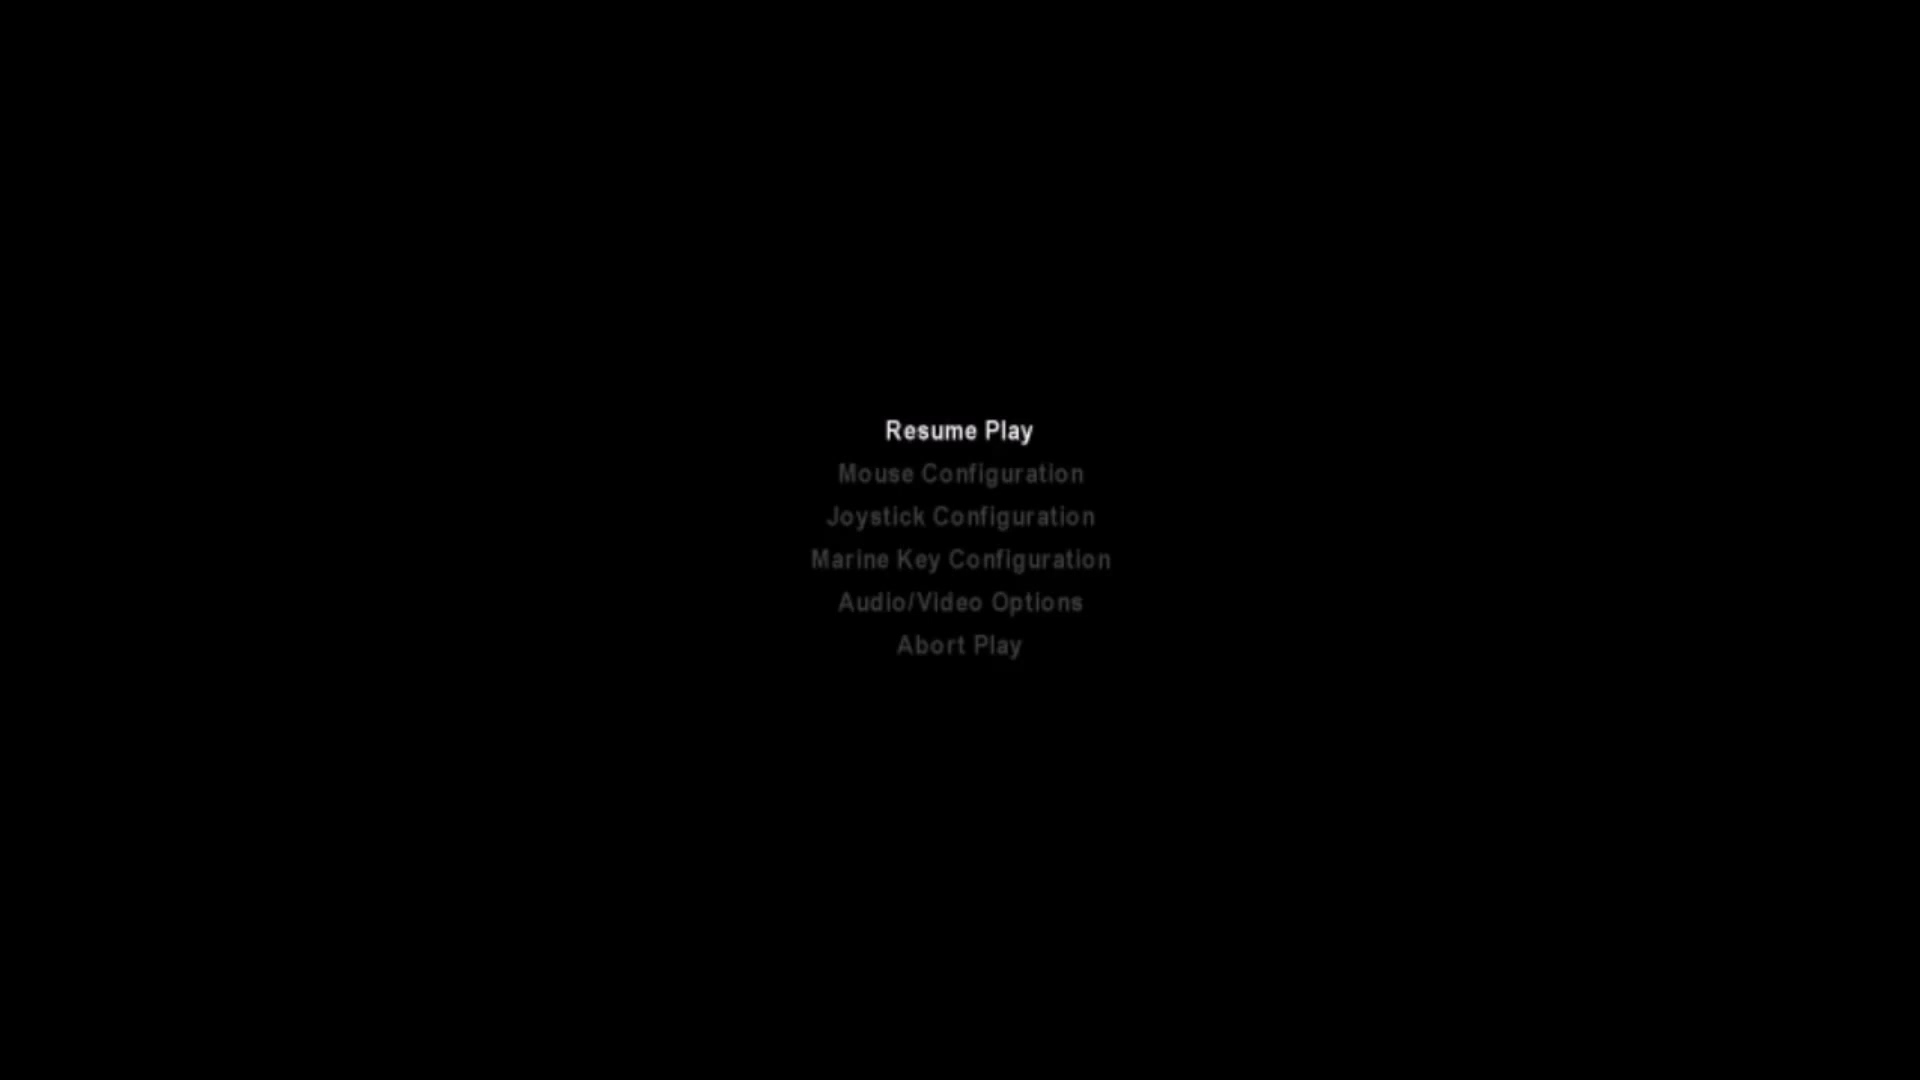 Resume Play
Mouse Configuration
Joystick Configuration
Marine Key Configuration
Audio/Video Options
Abort Play